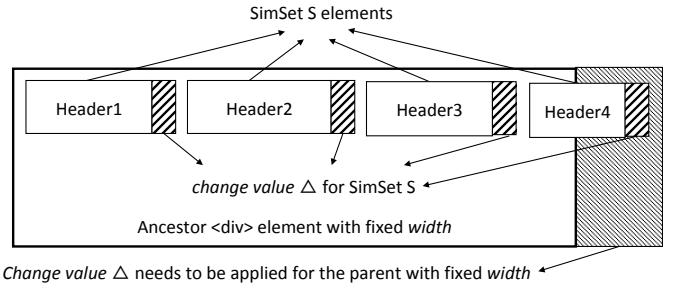 SimSet S elements
Header1 Header2 Header3 Header4
change value △ for SimSet S
Ancestor <div> element with fixed width
Change value △ needs to be applied for the parent with fixed width